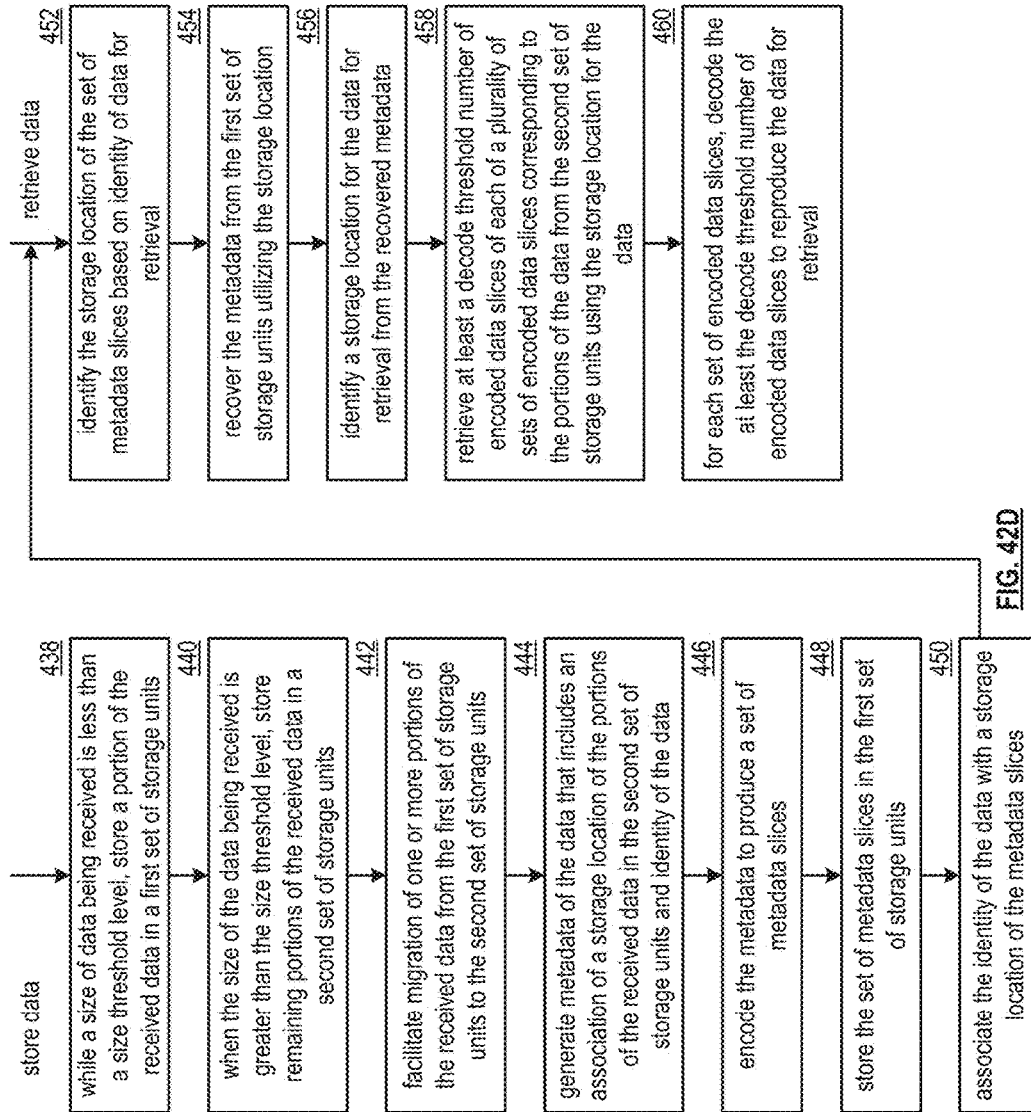 store data
438
while a size of data being received is less than
a size threshold level, store a portion of the
received data in a first set of storage units
440
when the size of the data being received is
greater than the size threshold level, store
remaining portions of the received data in a
second set of storage units
442
facilitate migration of one or more portions of
the received data from the first set of storage
units to the second set of storage units
444
generate metadata of the data that includes an
association of a storage location of the portions
of the received data in the second set of
storage units and identity of the data
446
encode the metadata to produce a set of
metadata slices
448
store the set of metadata slices in the first set
of storage units
450
associate the identity of the data with a storage
location of the metadata slices
retrieve data
452
identify the storage location of the set of
metadata slices based on identity of data for
retrieval
454
recover the metadata from the first set of
storage units utilizing the storage location
456
identify a storage location for the data for
retrieval from the recovered metadata
458
retrieve at least a decode threshold number of
encoded data slices of each of a plurality of
sets of encoded data slices corresponding to
the portions of the data from the second set of
storage units using the storage location for the
data
460
for each set of encoded data slices, decode the
at least the decode threshold number of
encoded data slices to reproduce the data for
retrieval
FIG. 42D